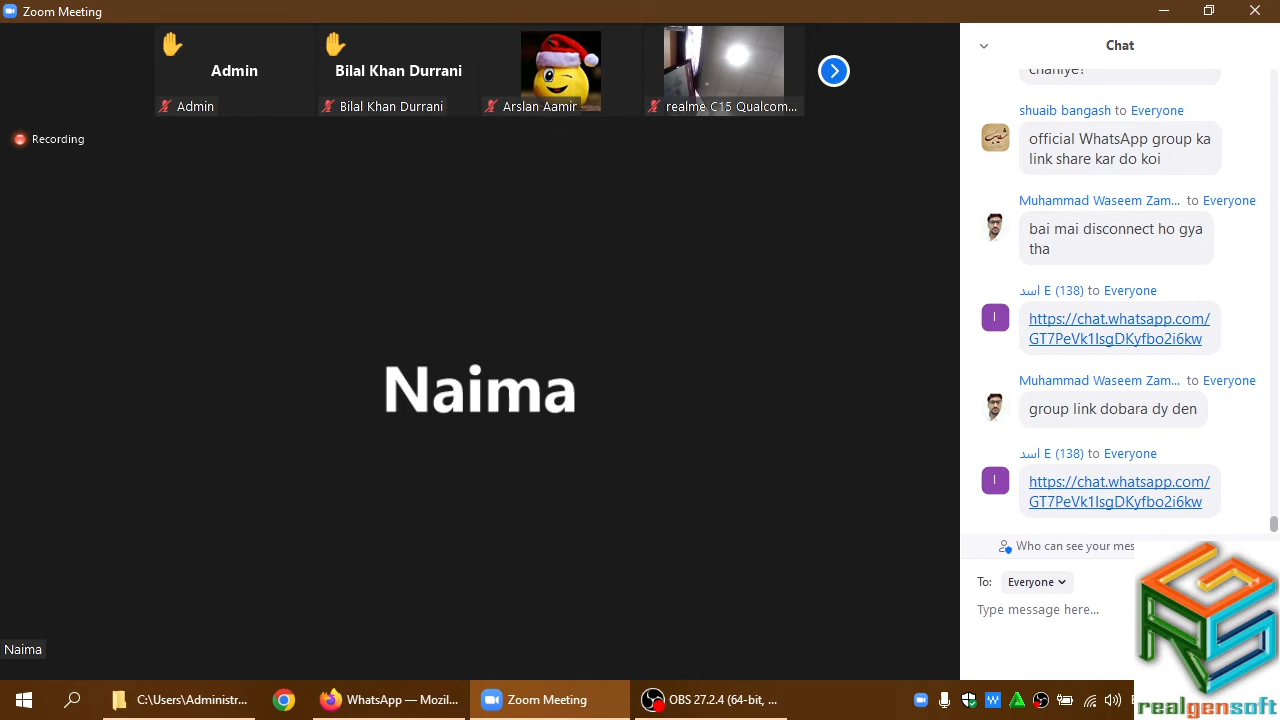 Zoom Meeting
Admin
Bilal Khan Durrani
Admin
Bilal Khan Durrani
Arslan Aamir
realme C15 Qualcom...
Recording
Naima
Naima
Chat
chahiye?
shuaib bangash to Everyone
official WhatsApp group ka
link share kar do koi
Muhammad Waseem Zam... to Everyone
bai mai disconnect ho gya
tha
اسد E (138) to Everyone
https://chat.whatsapp.com/
GT7PeVk1IsgDKyfbo2i6kw
Muhammad Waseem Zam... to Everyone
group link dobara dy den
اسد E (138) to Everyone
https://chat.whatsapp.com/
GT7PeVk1IsgDKyfbo2i6kw
Who can see your mes
To: Everyone
Type message here...
C:\Users\Administr...
WhatsApp — Mozil...
Zoom Meeting
OBS 27.2.4 (64-bit, ...
realgensoft